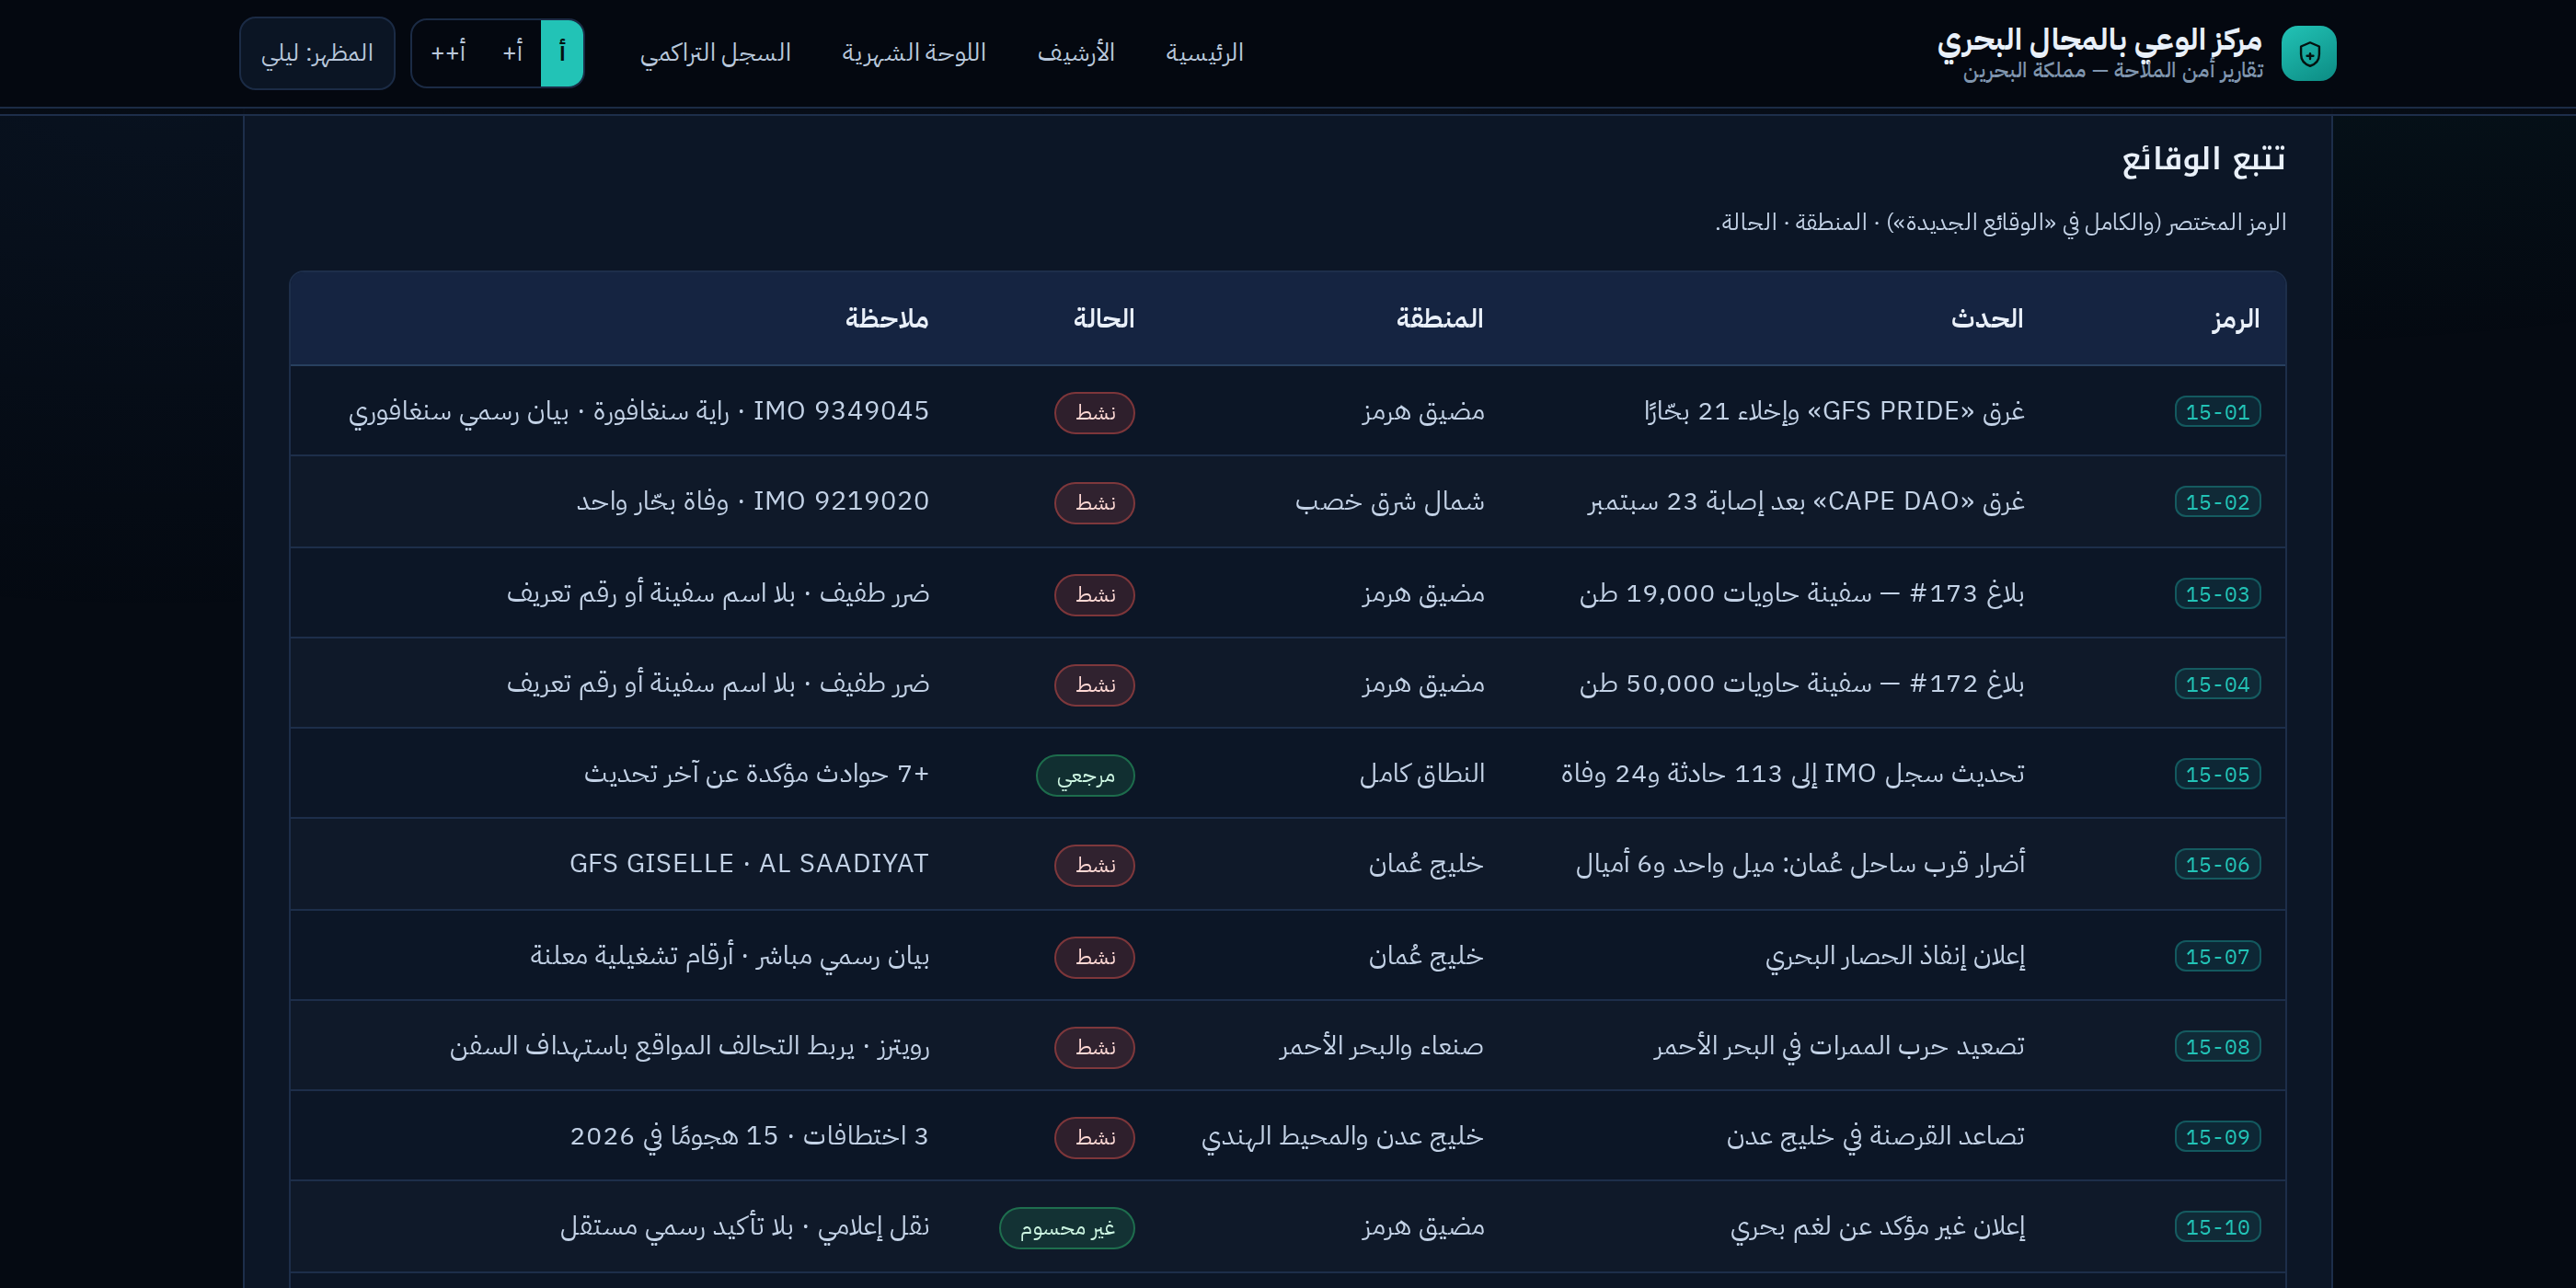 مركز الوعي بالمجال البحري
تقارير أمن الملاحة — مملكة البحرين
الرئيسية الأرشيف اللوحة الشهرية السجل التراكمي
أ أ+ أ++
المظهر: ليلي
تتبع الوقائع
الرمز المختصر (والكامل في «الوقائع الجديدة») · المنطقة · الحالة.
الرمز الحدث المنطقة الحالة ملاحظة
15-01 غرق «GFS PRIDE» وإخلاء 21 بحّارًا مضيق هرمز نشط IMO 9349045 · راية سنغافورة · بيان رسمي سنغافوري
15-02 غرق «CAPE DAO» بعد إصابة 23 سبتمبر شمال شرق خصب نشط IMO 9219020 · وفاة بحّار واحد
15-03 بلاغ 173# — سفينة حاويات 19,000 طن مضيق هرمز نشط ضرر طفيف · بلا اسم سفينة أو رقم تعريف
15-04 بلاغ 172# — سفينة حاويات 50,000 طن مضيق هرمز نشط ضرر طفيف · بلا اسم سفينة أو رقم تعريف
15-05 تحديث سجل IMO إلى 113 حادثة و24 وفاة النطاق كامل مرجعي +7 حوادث مؤكدة عن آخر تحديث
15-06 أضرار قرب ساحل عُمان: ميل واحد و6 أميال خليج عُمان نشط GFS GISELLE · AL SAADIYAT
15-07 إعلان إنفاذ الحصار البحري خليج عُمان نشط بيان رسمي مباشر · أرقام تشغيلية معلنة
15-08 تصعيد حرب الممرات في البحر الأحمر صنعاء والبحر الأحمر نشط رويترز · يربط التحالف المواقع باستهداف السفن
15-09 تصاعد القرصنة في خليج عدن خليج عدن والمحيط الهندي نشط 3 اختطافات · 15 هجومًا في 2026
15-10 إعلان غير مؤكد عن لغم بحري مضيق هرمز غير محسوم نقل إعلامي · بلا تأكيد رسمي مستقل